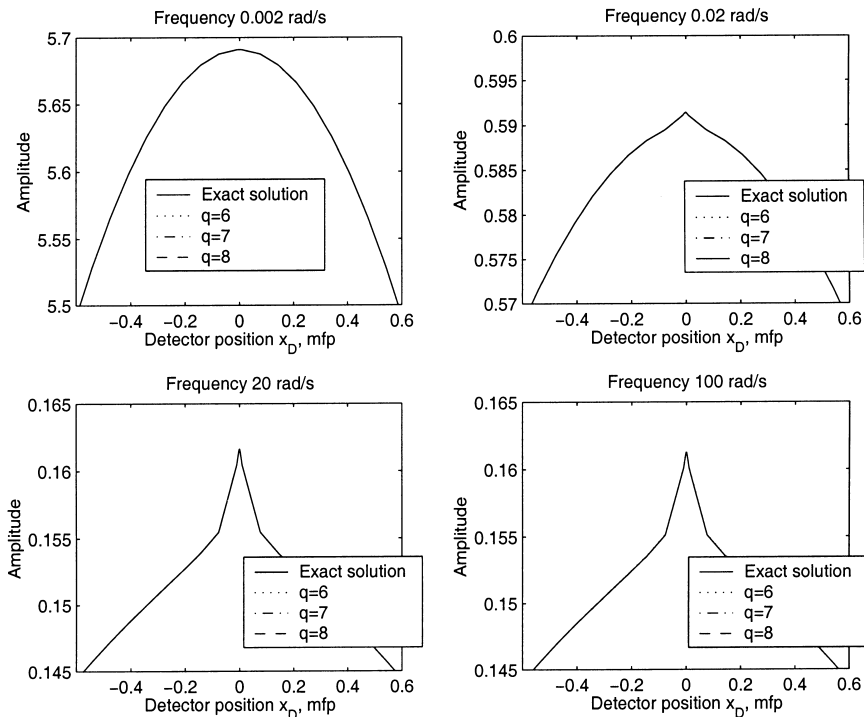 Frequency 0.002 rad/s
5.7
5.65
5.6
5.55
5.5
Amplitude
Exact solution
q=6
q=7
q=8
−0.4 −0.2 0 0.2 0.4 0.6
Detector position x_D, mfp
Frequency 0.02 rad/s
0.6
0.595
0.59
0.585
0.58
0.575
0.57
Amplitude
Exact solution
q=6
q=7
q=8
−0.4 −0.2 0 0.2 0.4 0.6
Detector position x_D, mfp
Frequency 20 rad/s
0.165
0.16
0.155
0.15
0.145
Amplitude
Exact solution
q=6
q=7
q=8
−0.4 −0.2 0 0.2 0.4 0.6
Detector position x_D, mfp
Frequency 100 rad/s
0.165
0.16
0.155
0.15
0.145
Amplitude
Exact solution
q=6
q=7
q=8
−0.4 −0.2 0 0.2 0.4 0.6
Detector position x_D, mfp